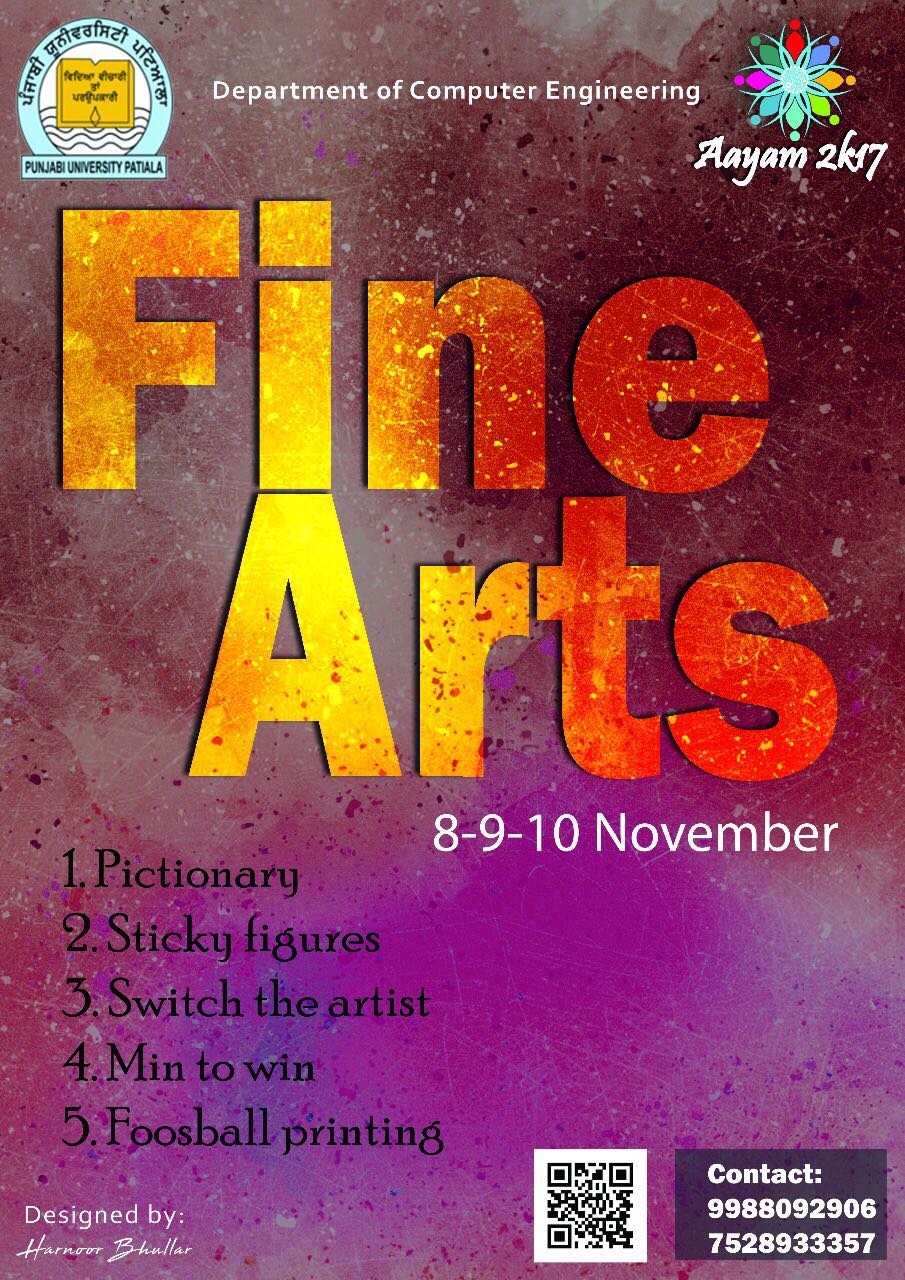 ਪੰਜਾਬੀ ਯੂਨੀਵਰਸਿਟੀ ਪਟਿਆਲਾ
ਵਿਦਿਆ ਵੀਚਾਰੀ
ਤਾਂ
ਪਰਉਪਕਾਰੀ
PUNJABI UNIVERSITY PATIALA
Department of Computer Engineering
Aayam 2k17
Fine
Arts
8-9-10 November
1. Pictionary
2. Sticky figures
3. Switch the artist
4. Min to win
5. Foosball printing
Designed by:
Harnoor Bhullar
Contact:
9988092906
7528933357